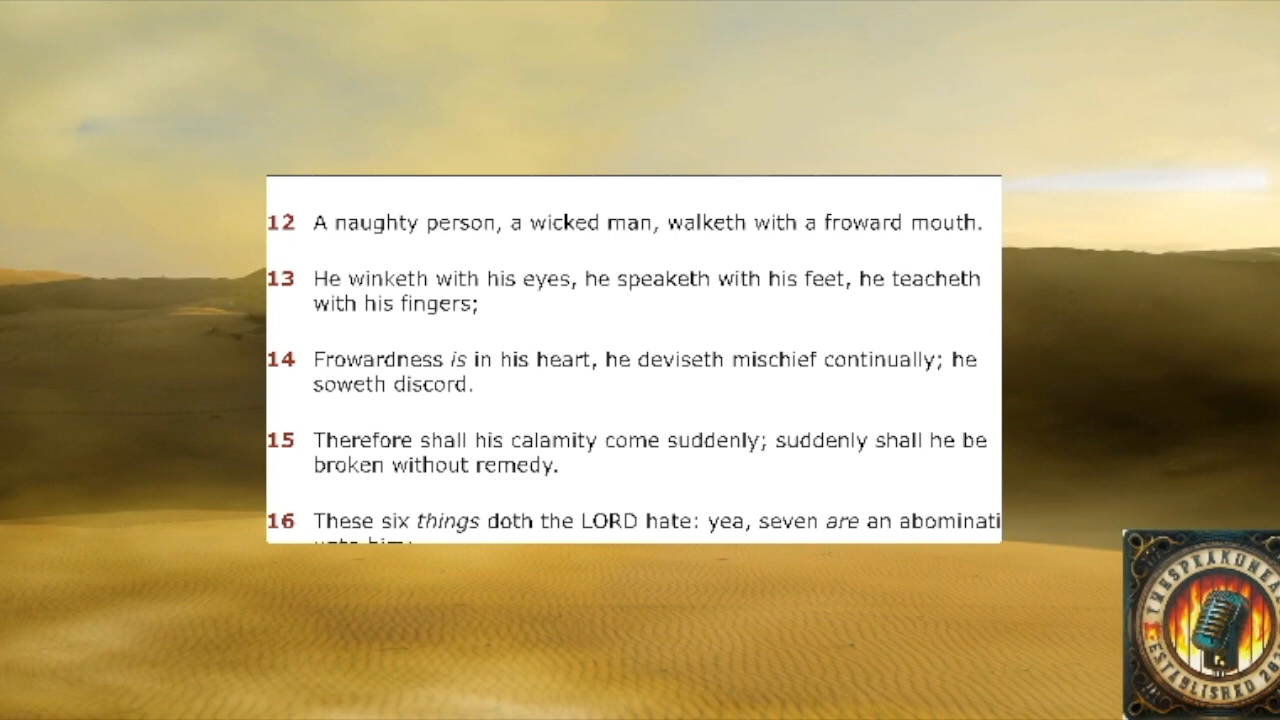 12 A naughty person, a wicked man, walketh with a froward mouth.
13 He winketh with his eyes, he speaketh with his feet, he teacheth
with his fingers;
14 Frowardness is in his heart, he deviseth mischief continually; he
soweth discord.
15 Therefore shall his calamity come suddenly; suddenly shall he be
broken without remedy.
16 These six things doth the LORD hate: yea, seven are an abominati
ESTABLISHED